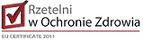 Rzetelni
w Ochronie Zdrowia
EU CERTIFICATE 2011